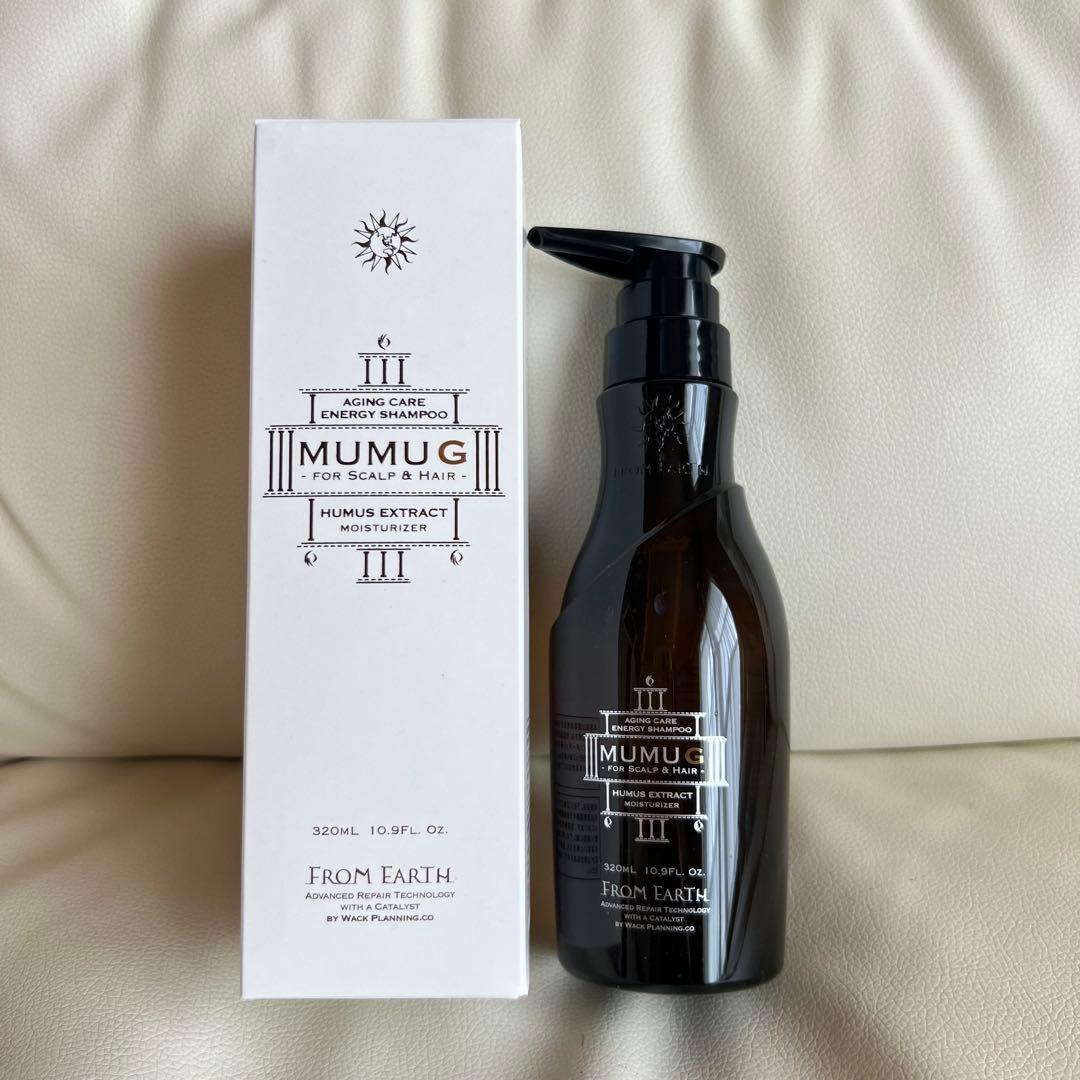 AGING CARE
ENERGY SHAMPOO
MUMU G
- FOR SCALP & HAIR -
HUMUS EXTRACT
MOISTURIZER
320ML 10.9FL. OZ.
FROM EARTH
ADVANCED REPAIR TECHNOLOGY
WITH A CATALYST
BY WACK PLANNING.CO
FROM EARTH
AGING CARE
ENERGY SHAMPOO
MUMU G
- FOR SCALP & HAIR -
HUMUS EXTRACT
MOISTURIZER
320ML 10.9FL. OZ.
FROM EARTH
ADVANCED REPAIR TECHNOLOGY
WITH A CATALYST
BY WACK PLANNING.CO